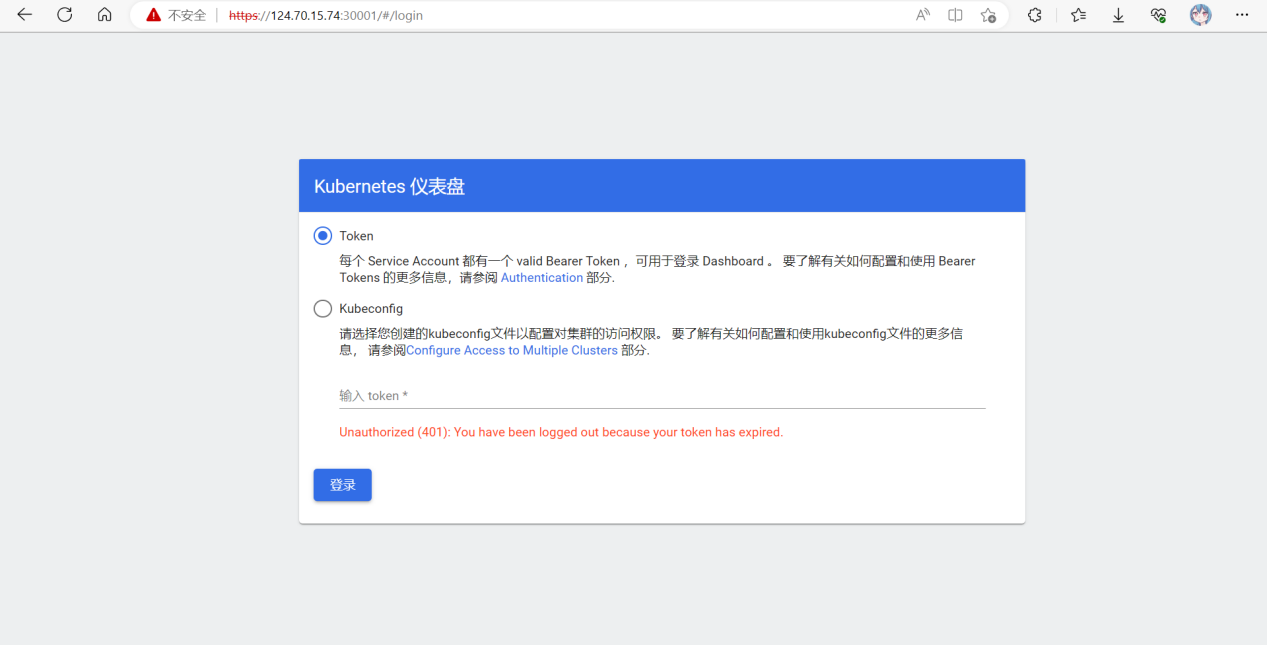 不安全 https://124.70.15.74:30001/#/login
Kubernetes 仪表盘
Token
每个 Service Account 都有一个 valid Bearer Token ，可用于登录 Dashboard 。 要了解有关如何配置和使用 Bearer
Tokens 的更多信息，请参阅 Authentication 部分.
Kubeconfig
请选择您创建的kubeconfig文件以配置对集群的访问权限。 要了解有关如何配置和使用kubeconfig文件的更多信
息， 请参阅Configure Access to Multiple Clusters 部分.
输入 token *
Unauthorized (401): You have been logged out because your token has expired.
登录